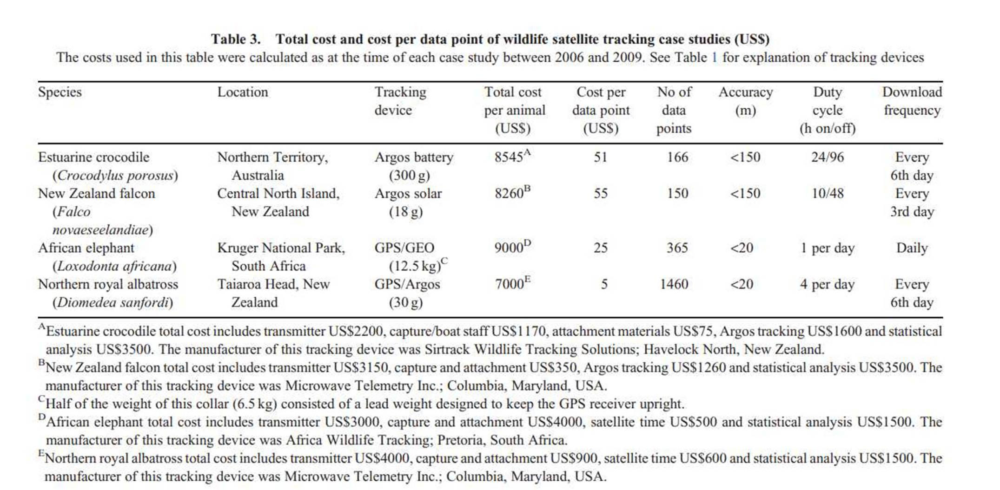 Table 3. Total cost and cost per data point of wildlife satellite tracking case studies (US$)
The costs used in this table were calculated as at the time of each case study between 2006 and 2009. See Table 1 for explanation of tracking devices
Species Location Tracking Total cost Cost per No of Accuracy Duty Download
device per animal data point data (m) cycle frequency
(US$) (US$) points (h on/off)
Estuarine crocodile Northern Territory, Argos battery 8545A 51 166 <150 24/96 Every
(Crocodylus porosus) Australia (300 g) 6th day
New Zealand falcon Central North Island, Argos solar 8260B 55 150 <150 10/48 Every
(Falco New Zealand (18 g) 3rd day
novaeseelandiae)
African elephant Kruger National Park, GPS/GEO 9000D 25 365 <20 1 per day Daily
(Loxodonta africana) South Africa (12.5 kg)C
Northern royal albatross Taiaroa Head, New GPS/Argos 7000E 5 1460 <20 4 per day Every
(Diomedea sanfordi) Zealand (30 g) 6th day
AEstuarine crocodile total cost includes transmitter US$2200, capture/boat staff US$1170, attachment materials US$75, Argos tracking US$1600 and statistical
analysis US$3500. The manufacturer of this tracking device was Sirtrack Wildlife Tracking Solutions; Havelock North, New Zealand.
BNew Zealand falcon total cost includes transmitter US$3150, capture and attachment US$350, Argos tracking US$1260 and statistical analysis US$3500. The
manufacturer of this tracking device was Microwave Telemetry Inc.; Columbia, Maryland, USA.
CHalf of the weight of this collar (6.5 kg) consisted of a lead weight designed to keep the GPS receiver upright.
DAfrican elephant total cost includes transmitter US$3000, capture and attachment US$4000, satellite time US$500 and statistical analysis US$1500. The
manufacturer of this tracking device was Africa Wildlife Tracking; Pretoria, South Africa.
ENorthern royal albatross total cost includes transmitter US$4000, capture and attachment US$900, satellite time US$600 and statistical analysis US$1500. The
manufacturer of this tracking device was Microwave Telemetry Inc.; Columbia, Maryland, USA.